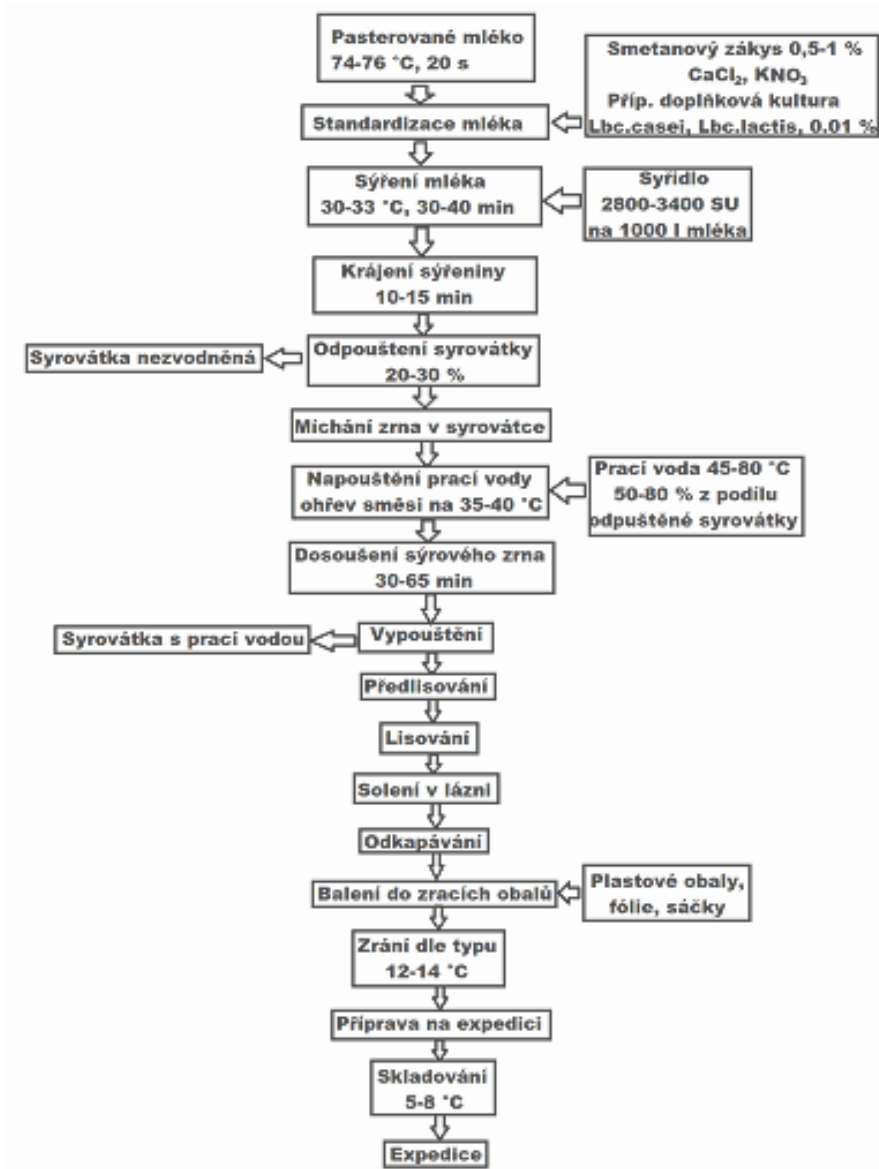 Pasterované mléko
74-76 °C, 20 s
Smetanový zákys 0,5-1 %
CaCl₂, KNO₃
Příp. doplňková kultura
Lbc.casei, Lbc.lactis, 0.01 %
Standardizace mléka
Sýření mléka
30-33 °C, 30-40 min
Syřidlo
2800-3400 SU
na 1000 l mléka
Krájení sýřeniny
10-15 min
Syrovátka nezvodněná
Odpouštění syrovátky
20-30 %
Míchání zrna v syrovátce
Napouštění prací vody
ohřev směsi na 35-40 °C
Prací voda 45-80 °C
50-80 % z podílu
odpuštěné syrovátky
Dosoušení sýrového zrna
30-65 min
Syrovátka s prací vodou
Vypouštění
Předlisování
Lisování
Solení v lázni
Odkapávání
Balení do zracích obalů
Plastové obaly,
fólie, sáčky
Zrání dle typu
12-14 °C
Příprava na expedici
Skladování
5-8 °C
Expedice